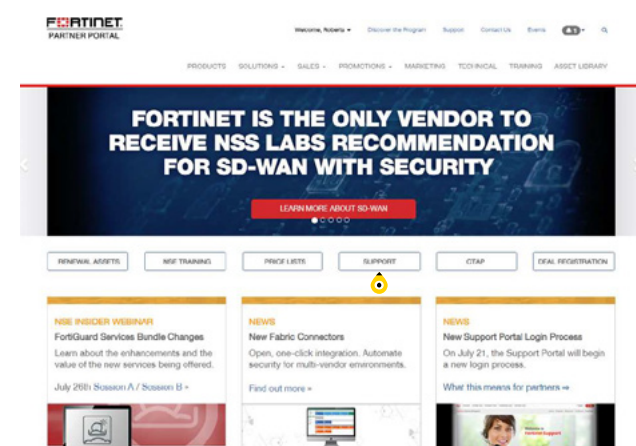 FORTINET
PARTNER PORTAL
Welcome, Roberto Discover the Program Support Contact Us Events
PRODUCTS SOLUTIONS SALES PROMOTIONS MARKETING TECHNICAL TRAINING ASSET LIBRARY
FORTINET IS THE ONLY VENDOR TO
RECEIVE NSS LABS RECOMMENDATION
FOR SD-WAN WITH SECURITY
LEARN MORE ABOUT SD-WAN
RENEWAL ASSETS NSE TRAINING PRICE LISTS SUPPORT CTAP DEAL REGISTRATION
NSE INSIDER WEBINAR
FortiGuard Services Bundle Changes
Learn about the enhancements and the
value of the new services being offered.
July 26th Session A / Session B »
NEWS
New Fabric Connectors
Open, one-click integration. Automate
security for multi-vendor environments.
Find out more »
NEWS
New Support Portal Login Process
On July 21, the Support Portal will begin
a new login process.
What this means for partners ⇒
Welcome to
Fortinet Support